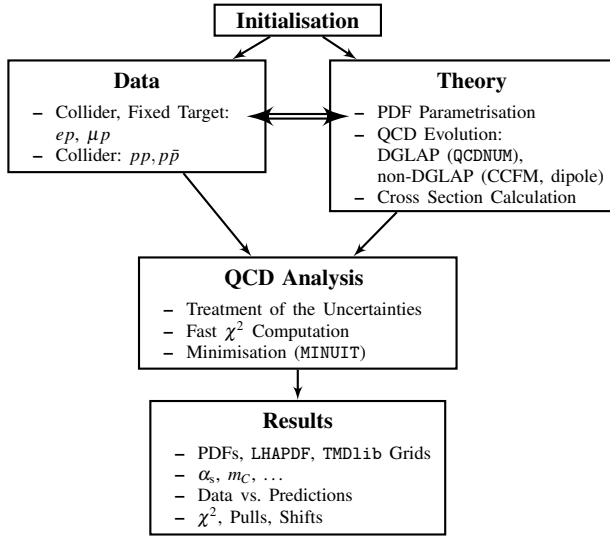 Initialisation
Data
– Collider, Fixed Target:
ep, μp
– Collider: pp, pp̄
Theory
– PDF Parametrisation
– QCD Evolution:
DGLAP (QCDNUM),
non-DGLAP (CCFM, dipole)
– Cross Section Calculation
QCD Analysis
– Treatment of the Uncertainties
– Fast χ² Computation
– Minimisation (MINUIT)
Results
– PDFs, LHAPDF, TMDlib Grids
– αₛ, m_C, …
– Data vs. Predictions
– χ², Pulls, Shifts